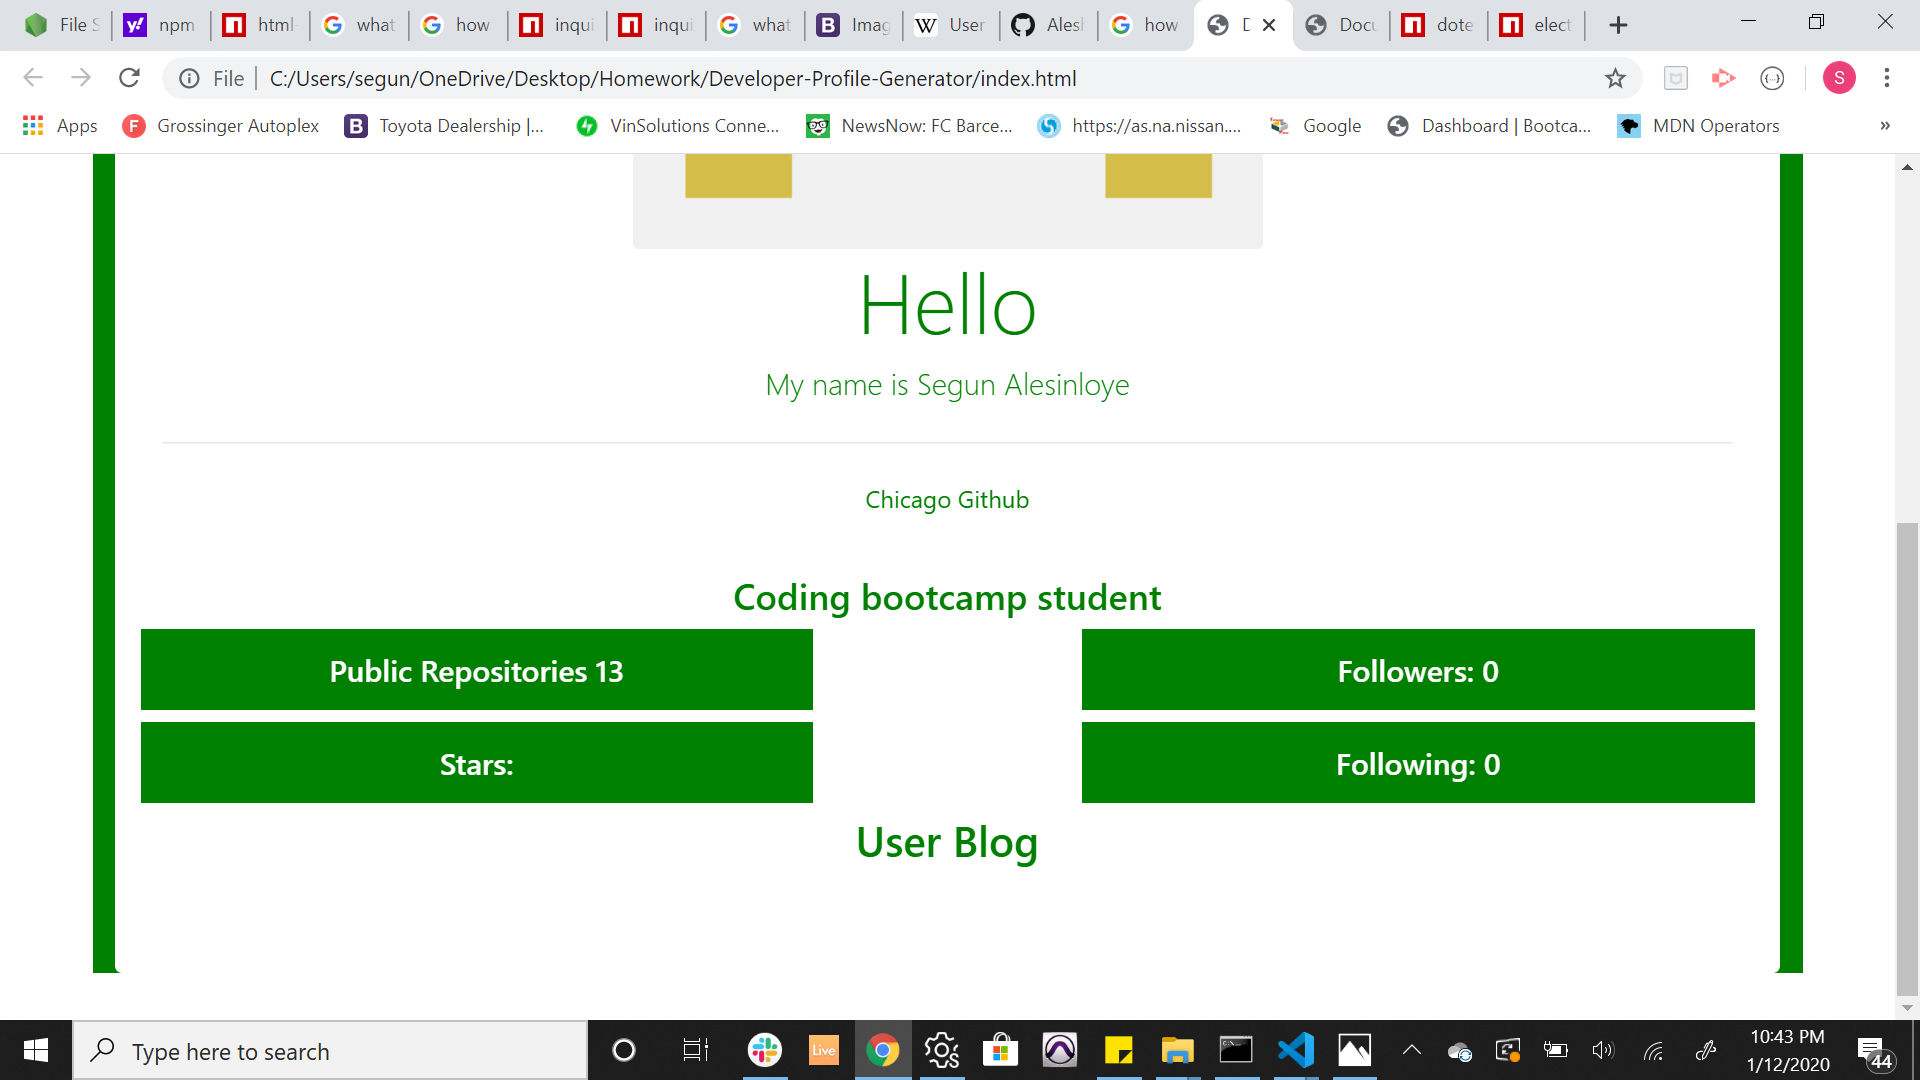 File S npm html- what how inqui inqui what Imag User Alesh how D Docu dote elect
File C:/Users/segun/OneDrive/Desktop/Homework/Developer-Profile-Generator/index.html S
Apps Grossinger Autoplex Toyota Dealership |... VinSolutions Conne... NewsNow: FC Barce... https://as.na.nissan.... Google Dashboard | Bootca... MDN Operators »
Hello
My name is Segun Alesinloye
Chicago Github
Coding bootcamp student
Public Repositories 13
Followers: 0
Stars:
Following: 0
User Blog
Type here to search
Live
10:43 PM
1/12/2020
44